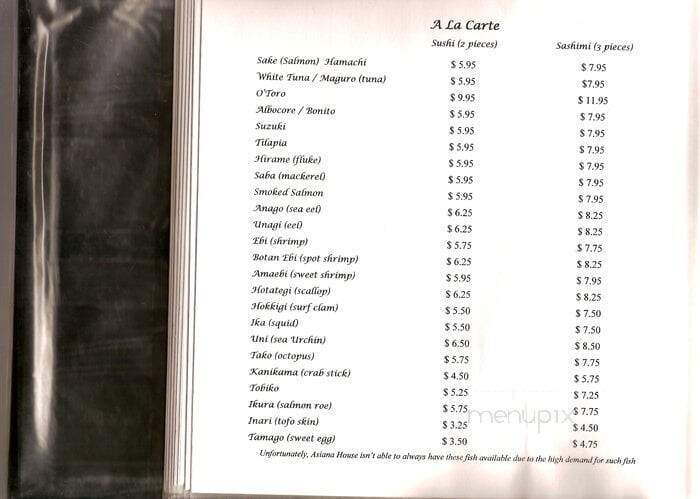 A La Carte
Sushi (2 pieces) Sashimi (3 pieces)
Sake (Salmon) Hamachi $ 5.95 $ 7.95
White Tuna / Maguro (tuna) $ 5.95 $7.95
O'Toro $ 9.95 $ 11.95
Albocore / Bonito $ 5.95 $ 7.95
Suzuki $ 5.95 $ 7.95
Tilapia $ 5.95 $ 7.95
Hirame (fluke) $ 5.95 $ 7.95
Saba (mackerel) $ 5.95 $ 7.95
Smoked Salmon $ 5.95 $ 7.95
Anago (sea eel) $ 6.25 $ 8.25
Unagi (eel) $ 6.25 $ 8.25
Ebi (shrimp) $ 5.75 $ 7.75
Botan Ebi (spot shrimp) $ 6.25 $ 8.25
Amaebi (sweet shrimp) $ 5.95 $ 7.95
Hotategi (scallop) $ 6.25 $ 8.25
Hokkigi (surf clam) $ 5.50 $ 7.50
Ika (squid) $ 5.50 $ 7.50
Uni (sea Urchin) $ 6.50 $ 8.50
Tako (octopus) $ 5.75 $ 7.75
Kanikama (crab stick) $ 4.50 $ 5.75
Tobiko $ 5.25 $ 7.25
Ikura (salmon roe) $ 5.75 $ 7.75
Inari (tofo skin) $ 3.25 $ 4.50
Tamago (sweet egg) $ 3.50 $ 4.75
Unfortunately, Asiana House isn't able to always have these fish available due to the high demand for such fish
menupix